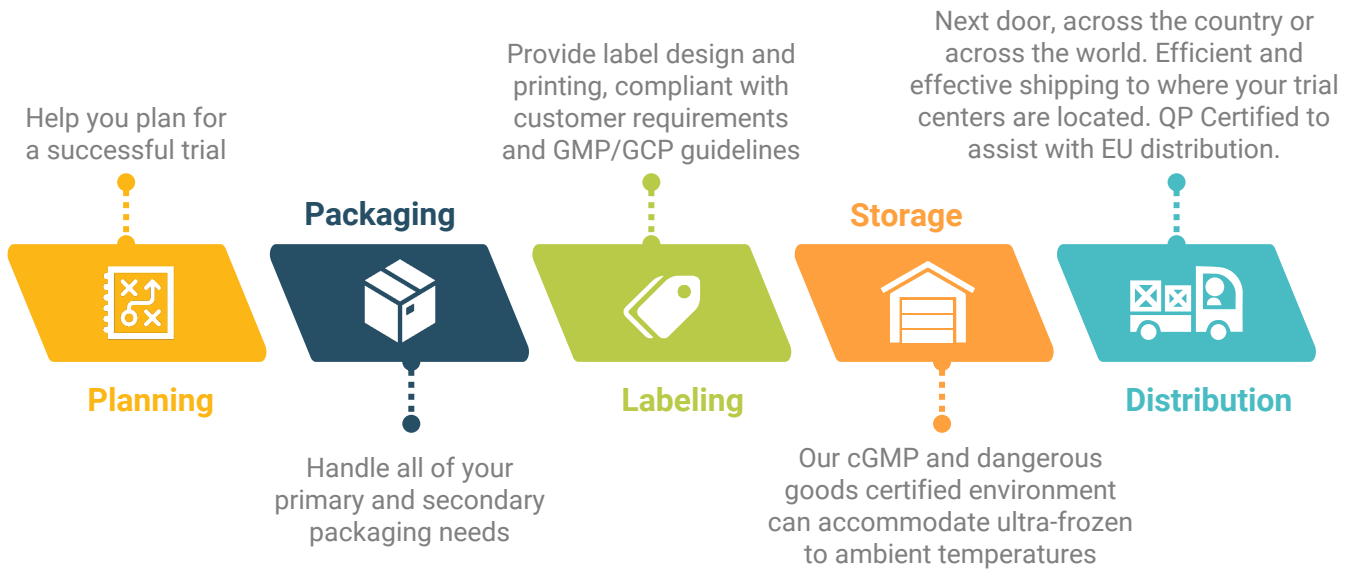 Help you plan for
a successful trial
Planning
Packaging
Handle all of your
primary and secondary
packaging needs
Provide label design and
printing, compliant with
customer requirements
and GMP/GCP guidelines
Labeling
Storage
Our cGMP and dangerous
goods certified environment
can accommodate ultra-frozen
to ambient temperatures
Next door, across the country or
across the world. Efficient and
effective shipping to where your trial
centers are located. QP Certified to
assist with EU distribution.
Distribution